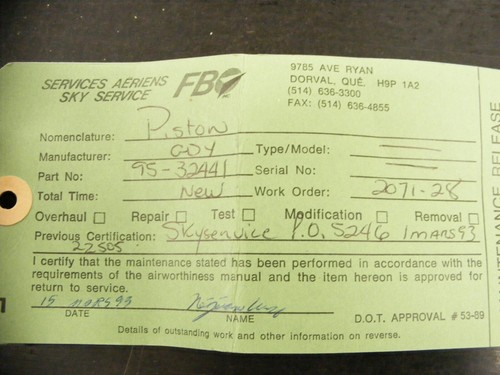 SERVICES AÉRIENS
SKY SERVICE
FBO
9785 AVE RYAN
DORVAL, QUÉ. H9P 1A2
(514) 636-3300
FAX: (514) 636-4855
Nomenclature: Piston
Manufacturer: GDY Type/Model:
Part No: 95-32441 Serial No:
Total Time: New Work Order: 2071-28
Overhaul Repair Test Modification Removal
Previous Certification: Skyservice P.O. 5246 1 MARS 93
22505
I certify that the maintenance stated has been performed in accordance with the
requirements of the airworthiness manual and the item hereon is approved for
return to service.
15 MARS 93
DATE NAME D.O.T. APPROVAL # 53-89
Details of outstanding work and other information on reverse.
MAINTENANCE RELEASE